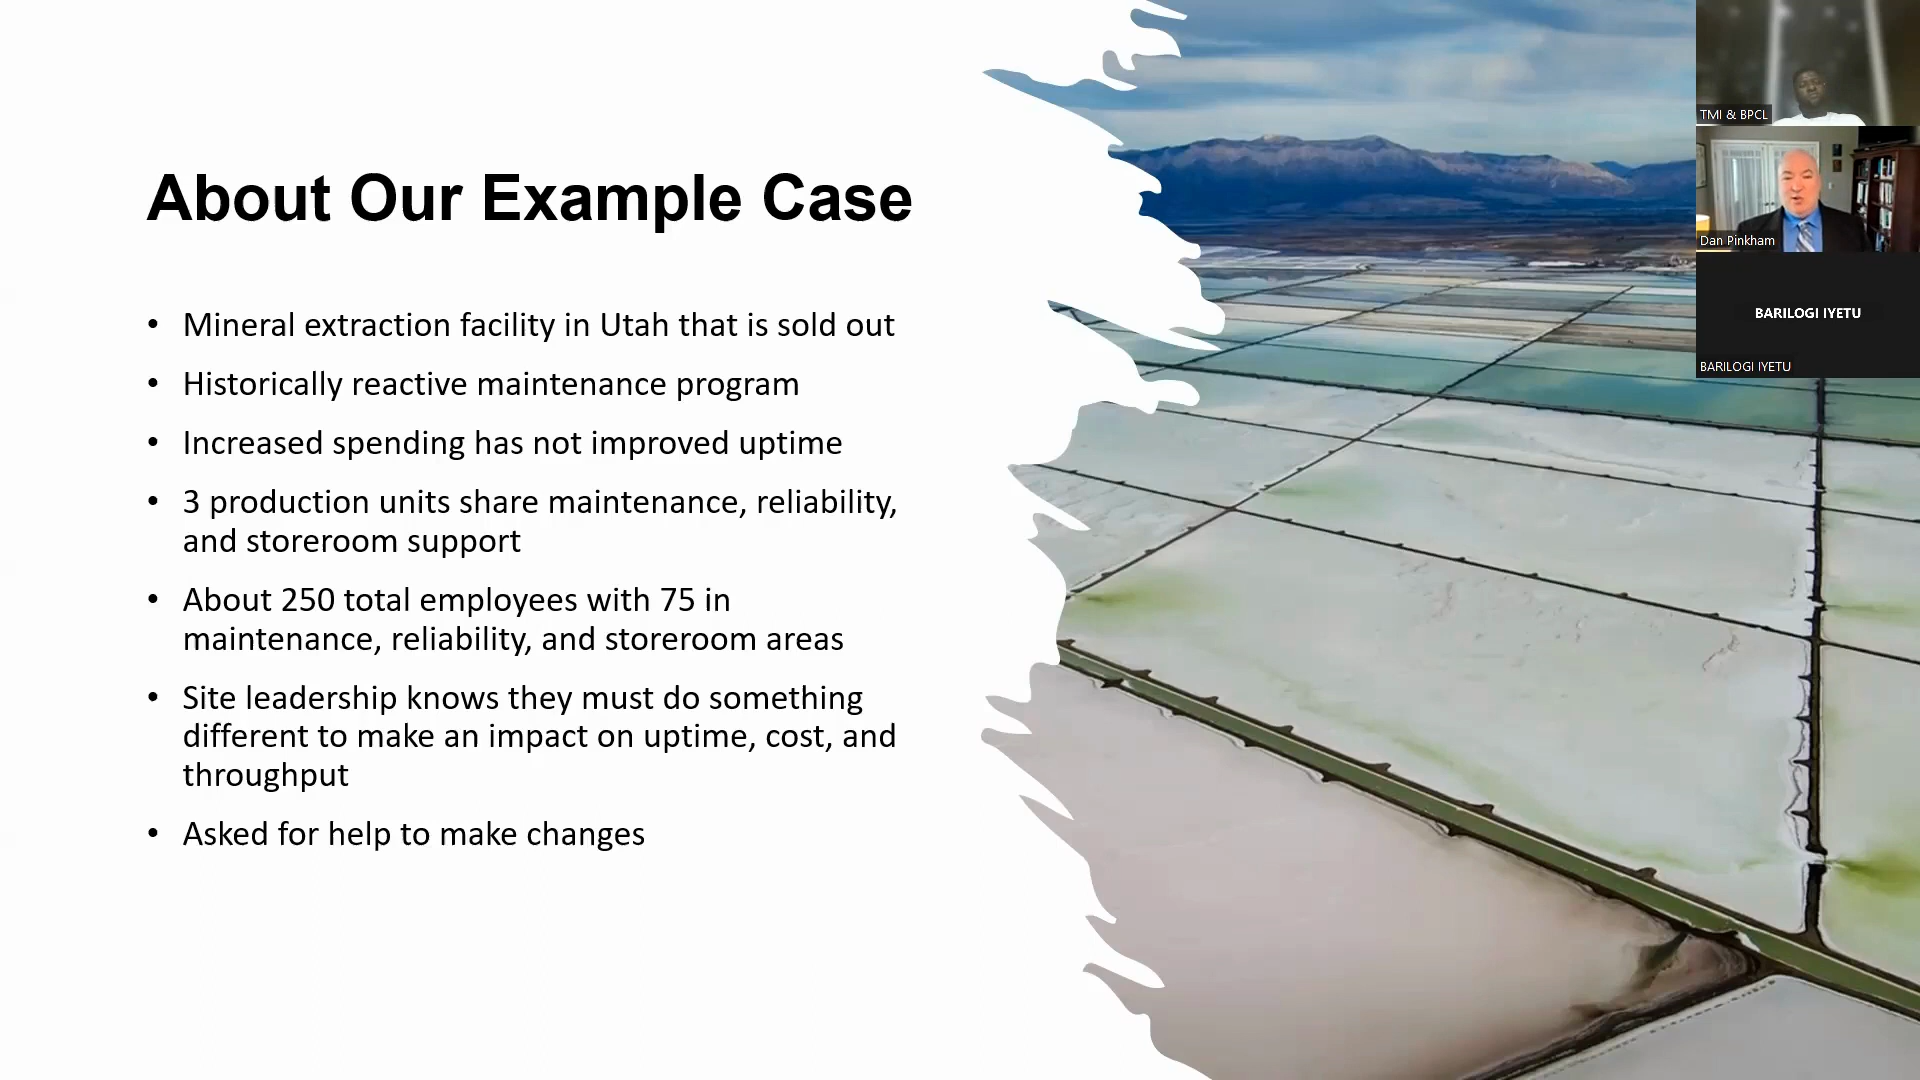 About Our Example Case
• Mineral extraction facility in Utah that is sold out
• Historically reactive maintenance program
• Increased spending has not improved uptime
• 3 production units share maintenance, reliability,
and storeroom support
• About 250 total employees with 75 in
maintenance, reliability, and storeroom areas
• Site leadership knows they must do something
different to make an impact on uptime, cost, and
throughput
• Asked for help to make changes
TMI & BPCL
Dan Pinkham
BARILOGI IYETU
BARILOGI IYETU